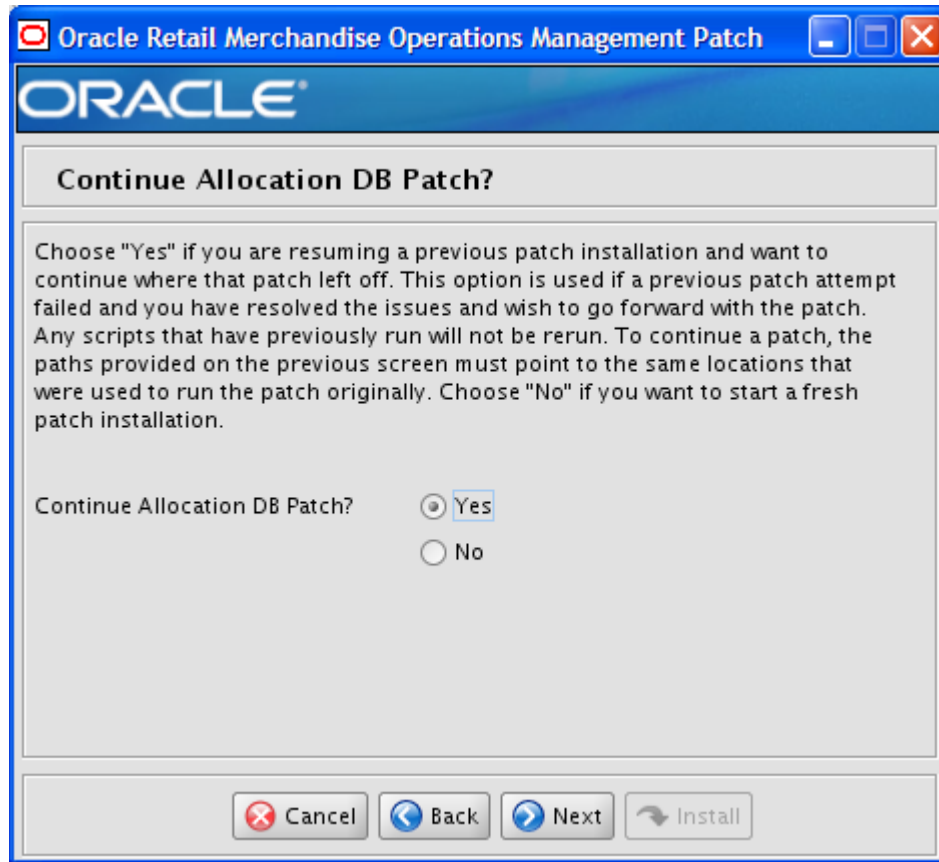 Oracle Retail Merchandise Operations Management Patch
ORACLE®
Continue Allocation DB Patch?
Choose "Yes" if you are resuming a previous patch installation and want to
continue where that patch left off. This option is used if a previous patch attempt
failed and you have resolved the issues and wish to go forward with the patch.
Any scripts that have previously run will not be rerun. To continue a patch, the
paths provided on the previous screen must point to the same locations that
were used to run the patch originally. Choose "No" if you want to start a fresh
patch installation.
Continue Allocation DB Patch? Yes
No
Cancel Back Next Install